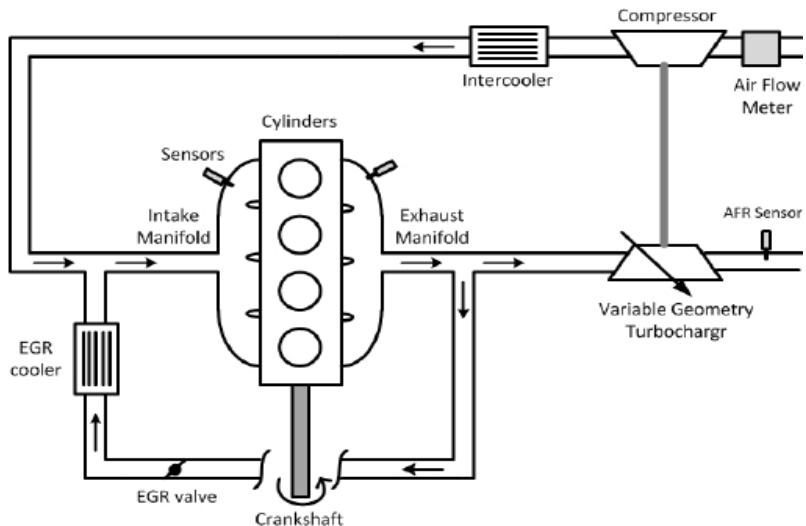 Compressor
Intercooler
Air Flow
Meter
Cylinders
Sensors
Intake
Manifold
Exhaust
Manifold
AFR Sensor
Variable Geometry
Turbochargr
EGR
cooler
EGR valve
Crankshaft